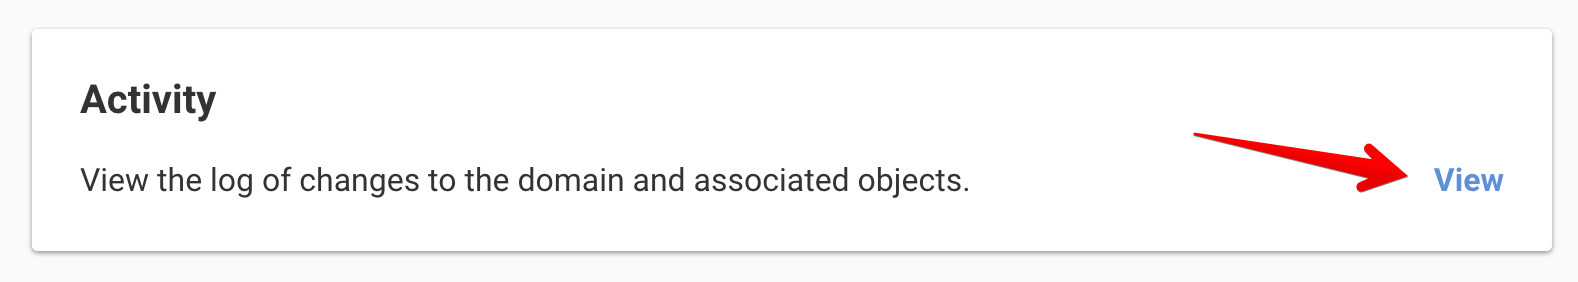 Activity
View the log of changes to the domain and associated objects.
View